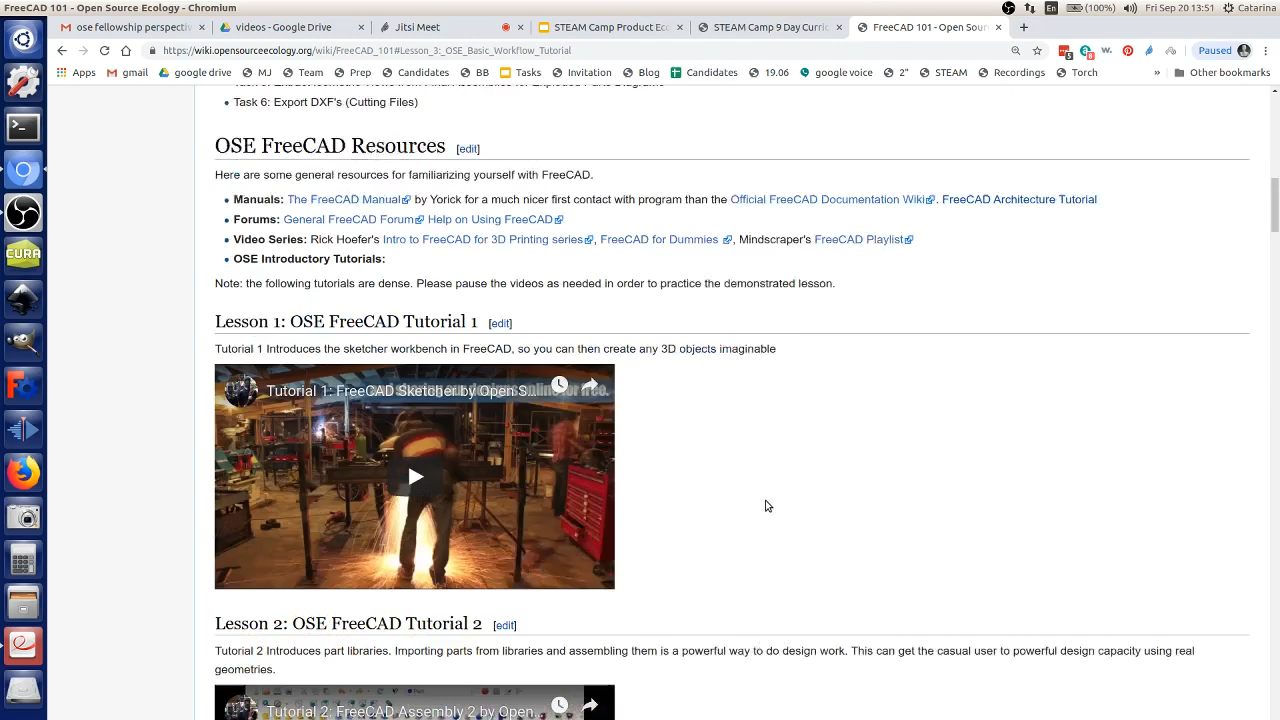 FreeCAD 101 - Open Source Ecology - Chromium
En (100%) Fri Sep 20 13:51 Catarina
ose fellowship perspectiv
videos - Google Drive
Jitsi Meet
STEAM Camp Product Eco
STEAM Camp 9 Day Curric
FreeCAD 101 - Open Sourc
https://wiki.opensourceecology.org/wiki/FreeCAD_101#Lesson_3:_OSE_Basic_Workflow_Tutorial
Paused
Apps gmail google drive MJ Team Prep Candidates BB Tasks Invitation Blog Candidates 19.06 google voice 2" STEAM Recordings Torch » Other bookmarks
Task 6: Export DXF's (Cutting Files)
OSE FreeCAD Resources [edit]
Here are some general resources for familiarizing yourself with FreeCAD.
Manuals: The FreeCAD Manual by Yorick for a much nicer first contact with program than the Official FreeCAD Documentation Wiki. FreeCAD Architecture Tutorial
Forums: General FreeCAD Forum Help on Using FreeCAD
Video Series: Rick Hoefer's Intro to FreeCAD for 3D Printing series, FreeCAD for Dummies , Mindscraper's FreeCAD Playlist
OSE Introductory Tutorials:
Note: the following tutorials are dense. Please pause the videos as needed in order to practice the demonstrated lesson.
Lesson 1: OSE FreeCAD Tutorial 1 [edit]
Tutorial 1 Introduces the sketcher workbench in FreeCAD, so you can then create any 3D objects imaginable
Tutorial 1: FreeCAD Sketcher by Open S...
Lesson 2: OSE FreeCAD Tutorial 2 [edit]
Tutorial 2 Introduces part libraries. Importing parts from libraries and assembling them is a powerful way to do design work. This can get the casual user to powerful design capacity using real
geometries.
Tutorial 2: FreeCAD Assembly 2 by Open...
CURA